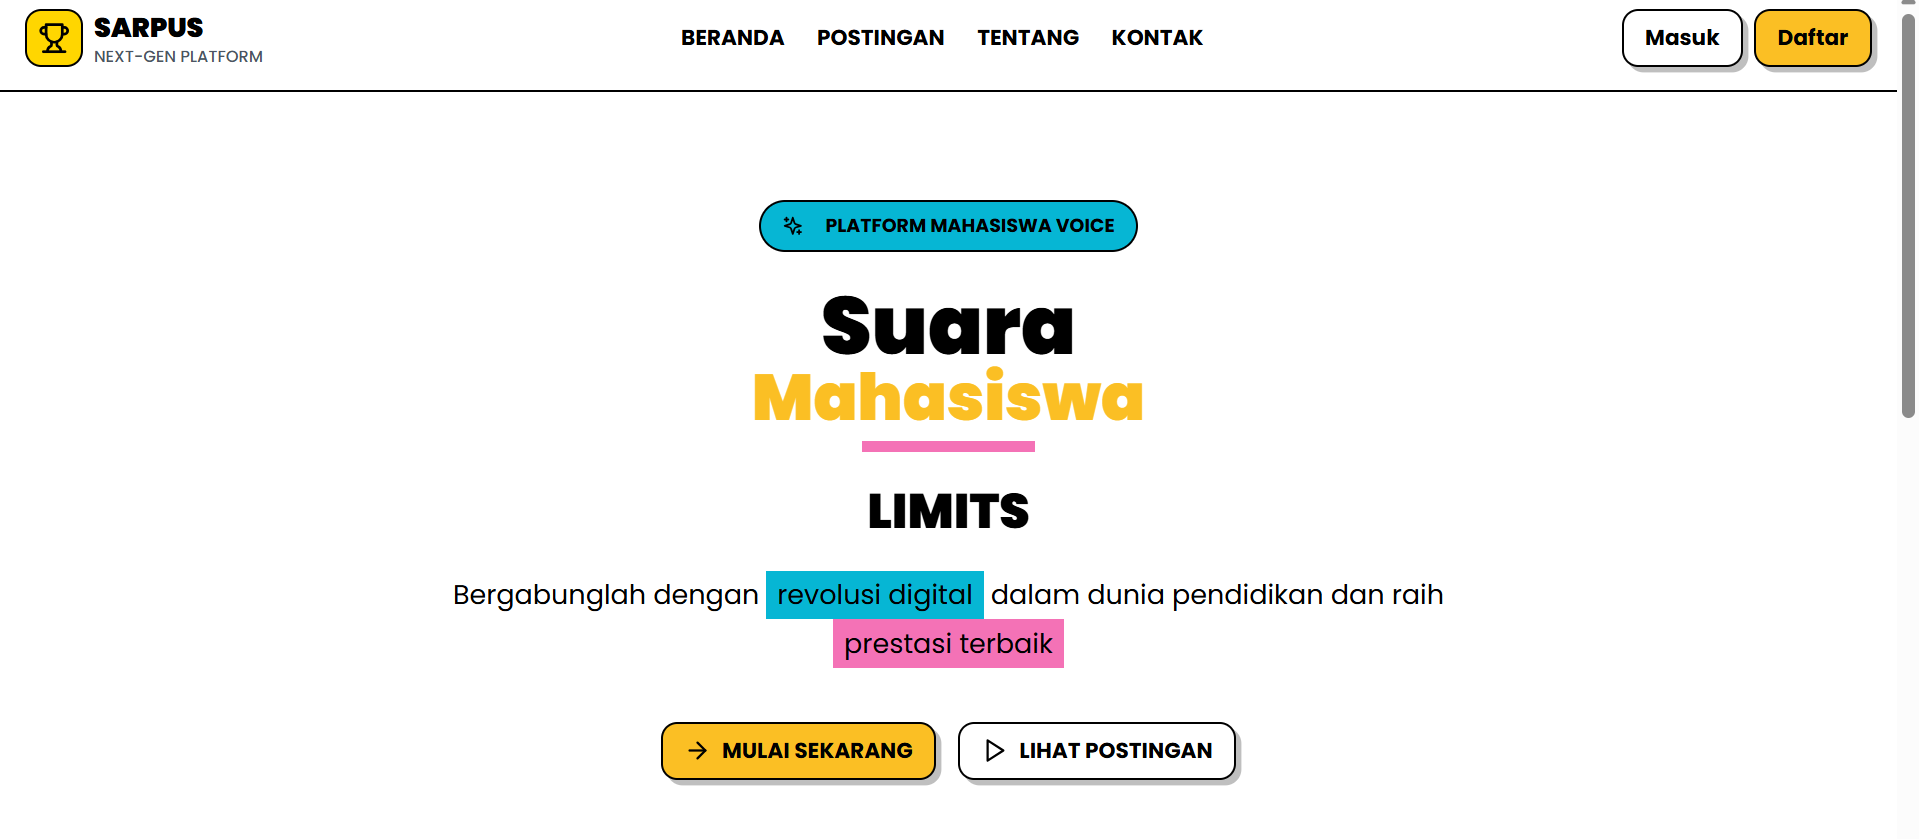 SARPUS
NEXT-GEN PLATFORM
BERANDA POSTINGAN TENTANG KONTAK
Masuk Daftar
PLATFORM MAHASISWA VOICE
Suara
Mahasiswa
LIMITS
Bergabunglah dengan revolusi digital dalam dunia pendidikan dan raih
prestasi terbaik
MULAI SEKARANG LIHAT POSTINGAN